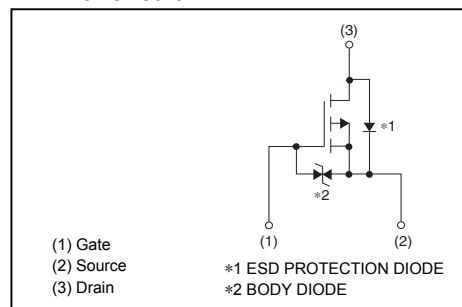 (3)
∗1
∗2
(1)
(2)
(1) Gate
(2) Source
(3) Drain
∗1 ESD PROTECTION DIODE
∗2 BODY DIODE